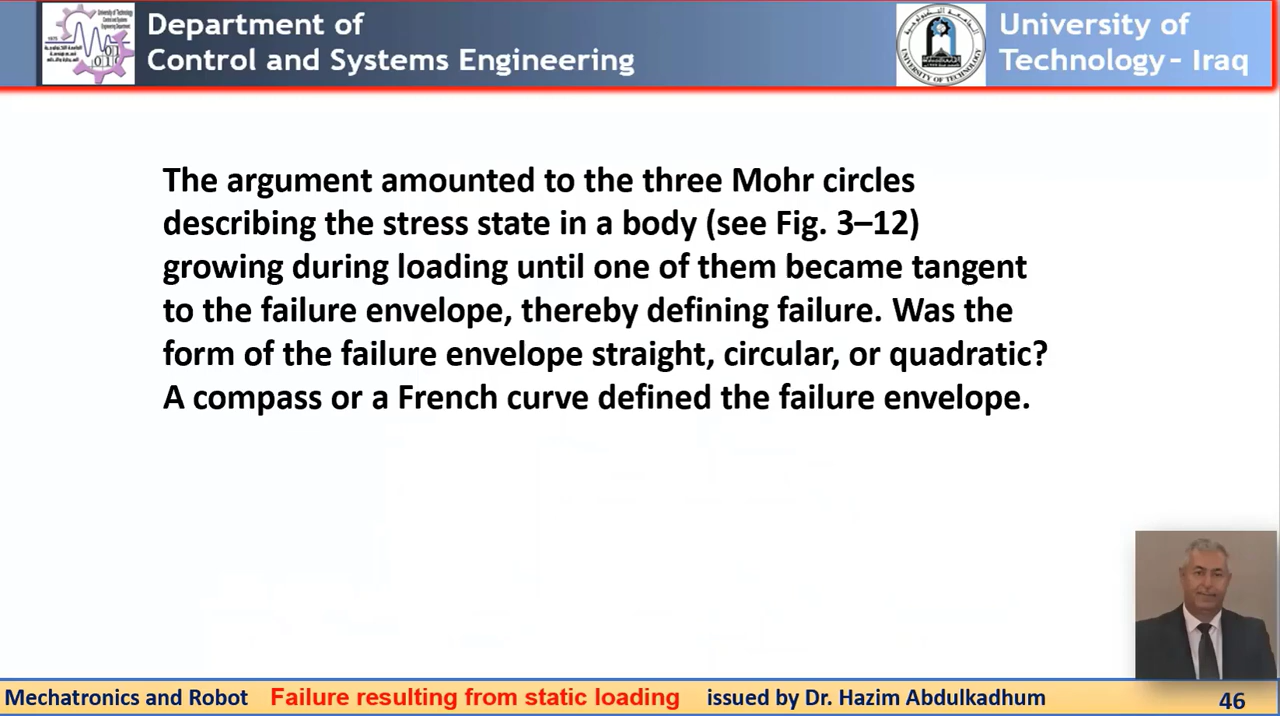 Department of
Control and Systems Engineering
University of
Technology - Iraq
The argument amounted to the three Mohr circles
describing the stress state in a body (see Fig. 3–12)
growing during loading until one of them became tangent
to the failure envelope, thereby defining failure. Was the
form of the failure envelope straight, circular, or quadratic?
A compass or a French curve defined the failure envelope.
Mechatronics and Robot Failure resulting from static loading issued by Dr. Hazim Abdulkadhum 46